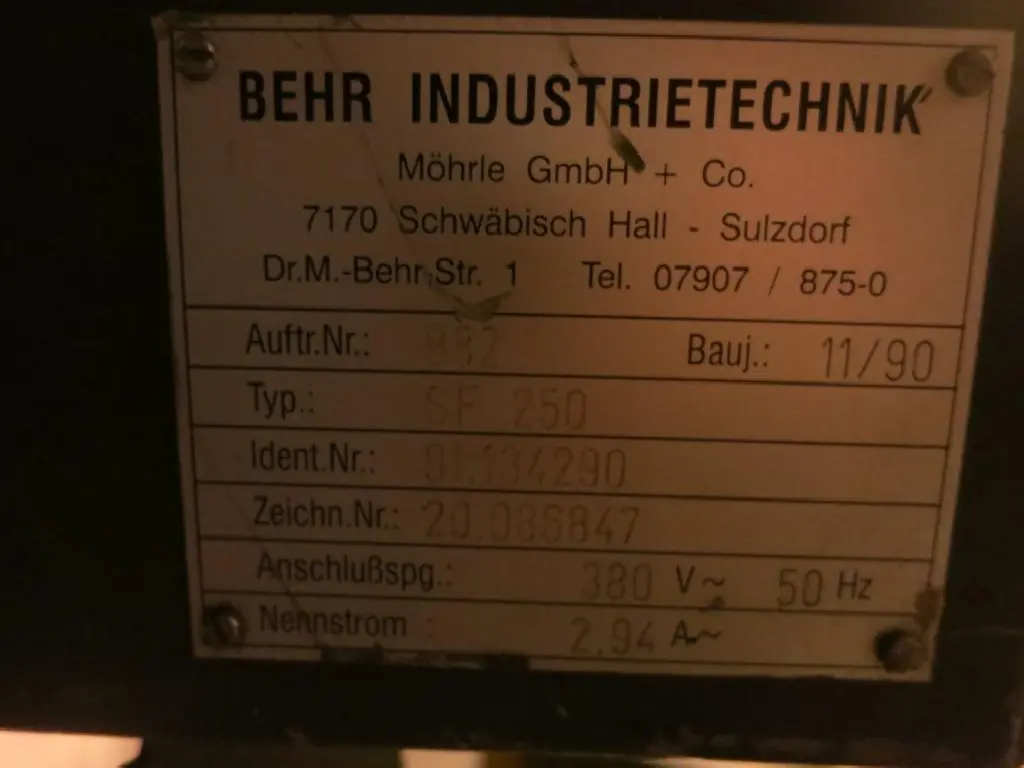 BEHR INDUSTRIETECHNIK
Möhrle GmbH + Co.
7170 Schwäbisch Hall - Sulzdorf
Dr.M.-Behr-Str. 1 Tel. 07907 / 875-0
Auftr.Nr.: Bauj.: 11/90
Typ.: SF 250
Ident.Nr.: 01.134290
Zeichn.Nr.: 20.086847
Anschlußspg.: 380 V~ 50 Hz
Nennstrom : 2.94 A~